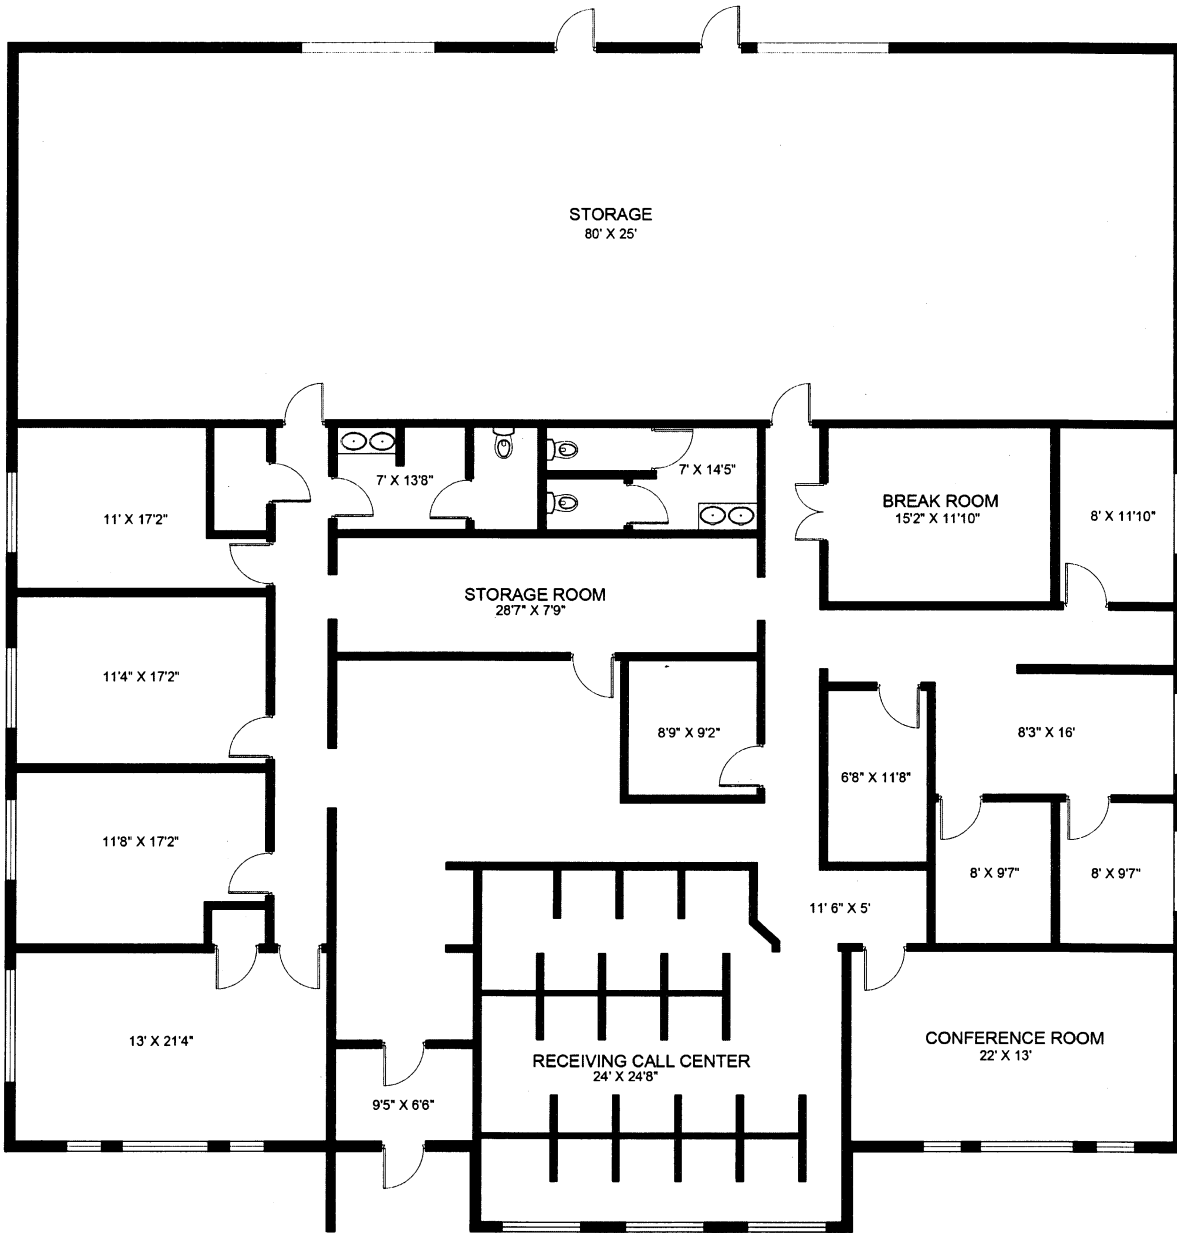 STORAGE
80' X 25'
7' X 13'8"
7' X 14'5"
11' X 17'2"
BREAK ROOM
15'2" X 11'10"
8' X 11'10"
STORAGE ROOM
28'7" X 7'9"
11'4" X 17'2"
8'9" X 9'2"
8'3" X 16'
6'8" X 11'8"
11'8" X 17'2"
8' X 9'7"
8' X 9'7"
11' 6" X 5'
13' X 21'4"
CONFERENCE ROOM
22' X 13'
RECEIVING CALL CENTER
24' X 24'8"
9'5" X 6'6"